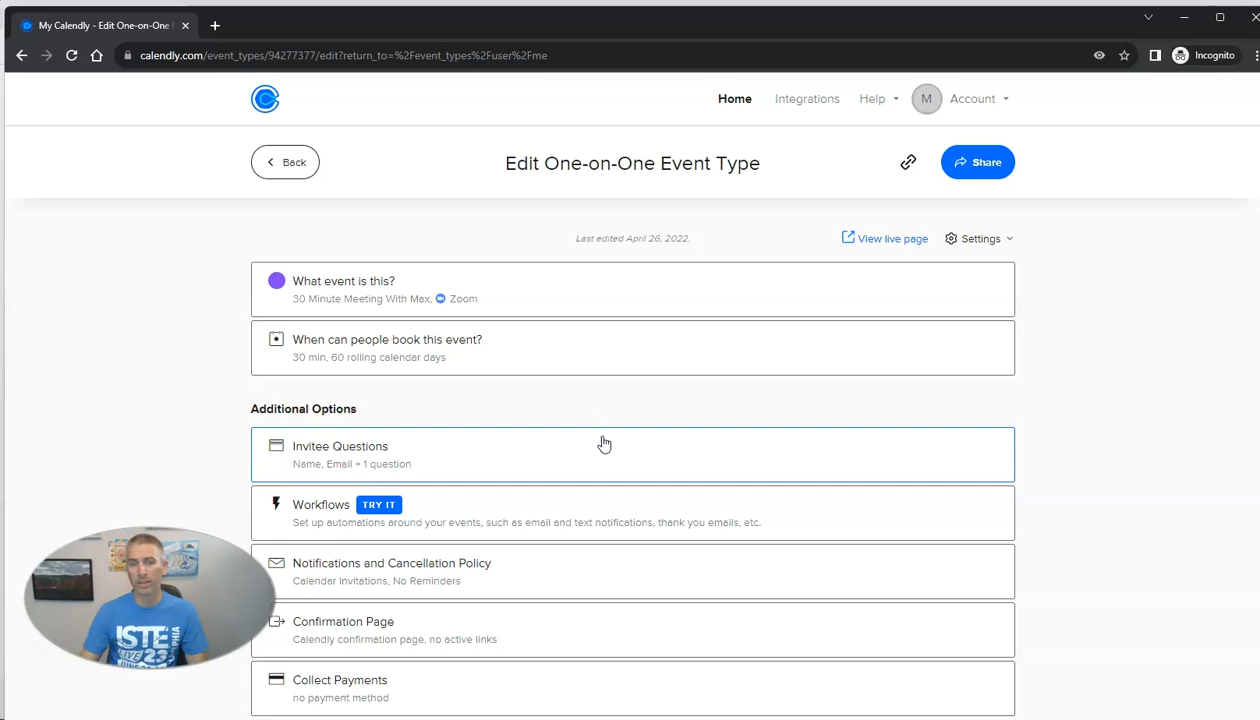 My Calendly - Edit One-on-One
calendly.com/event_types/94277377/edit?return_to=%2Fevent_types%2Fuser%2Fme
Incognito
Home
Integrations
Help
M
Account
Back
Edit One-on-One Event Type
Share
Last edited April 26, 2022.
View live page
Settings
What event is this?
30 Minute Meeting With Max, Zoom
When can people book this event?
30 min, 60 rolling calendar days
Additional Options
Invitee Questions
Name, Email + 1 question
Workflows TRY IT
Set up automations around your events, such as email and text notifications, thank you emails, etc.
Notifications and Cancellation Policy
Calendar Invitations, No Reminders
Confirmation Page
Calendly confirmation page, no active links
Collect Payments
no payment method
ISTE
LIVE 23